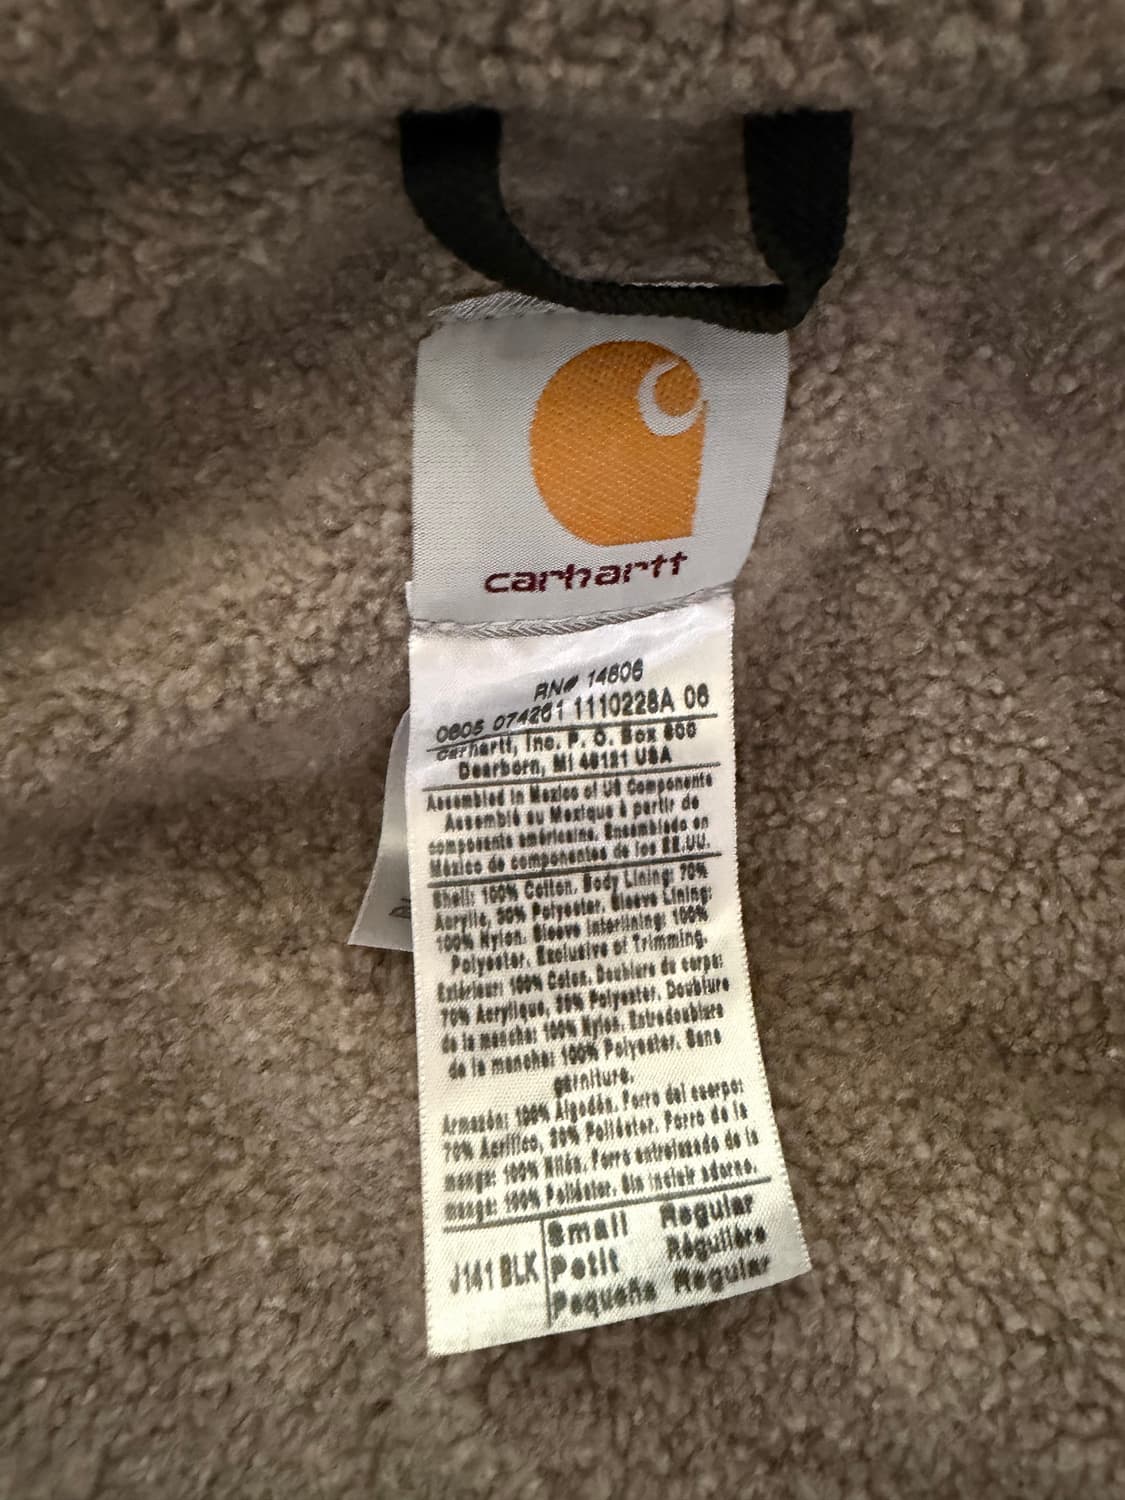 carhartt
RN# 14806
0605 074261 1110228A 06
Carhartt, Inc. P. O. Box 600
Dearborn, MI 48121 USA
Assembled in Mexico of US Components
Assemblé au Mexique à partir de
composants américains. Ensamblado en
México de componentes de los EE.UU.
Shell: 100% Cotton. Body Lining: 70%
Acrylic, 30% Polyester. Sleeve Lining:
100% Nylon. Sleeve Interlining: 100%
Polyester. Exclusive of Trimming.
Extérieur: 100% Coton. Doublure du corps:
70% Acrylique, 30% Polyester. Doublure
de la manche: 100% Nylon. Entredoublure
de la manche: 100% Polyester. Sans
garniture.
Armazón: 100% Algodón. Forro del cuerpo:
70% Acrílico, 30% Poliéster. Forro de la
manga: 100% Nilón. Forro entrelazado de la
manga: 100% Poliéster. Sin incluir adorno.
J141 BLK
Small Regular
Petit Régulière
Pequeña Regular